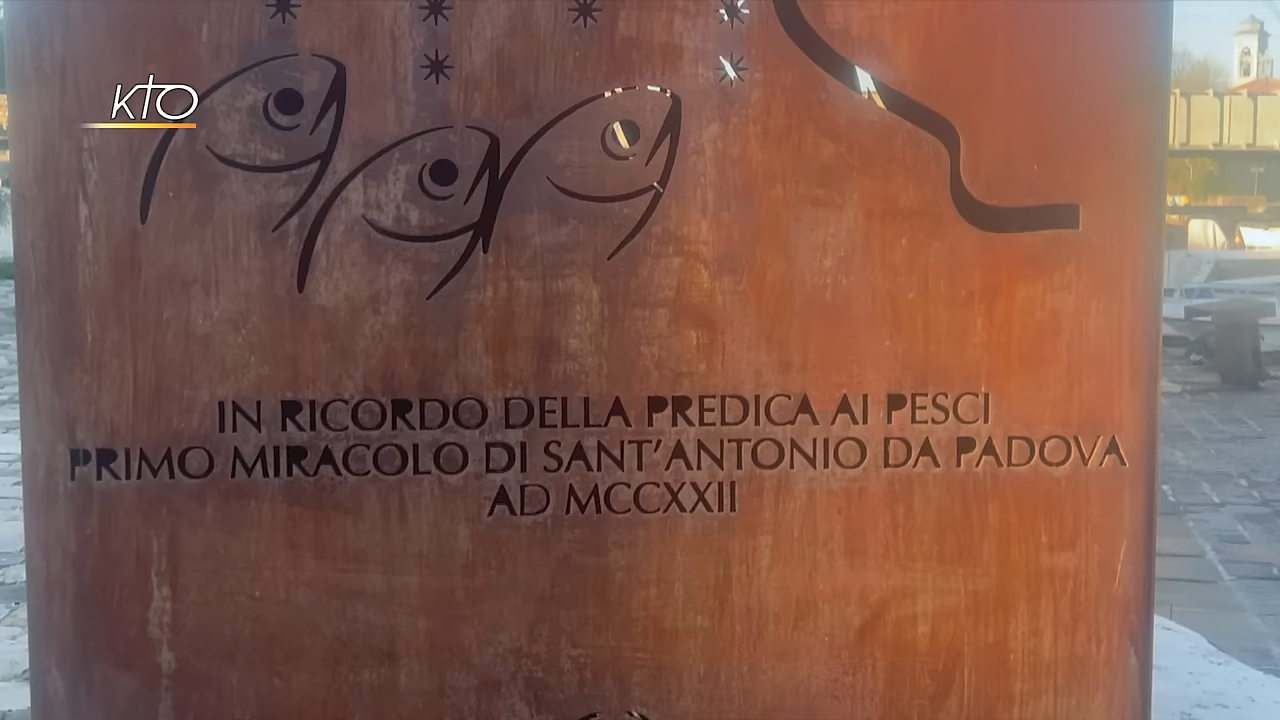 KTO
IN RICORDO DELLA PREDICA AI PESCI
PRIMO MIRACOLO DI SANT'ANTONIO DA PADOVA
AD MCCXXII